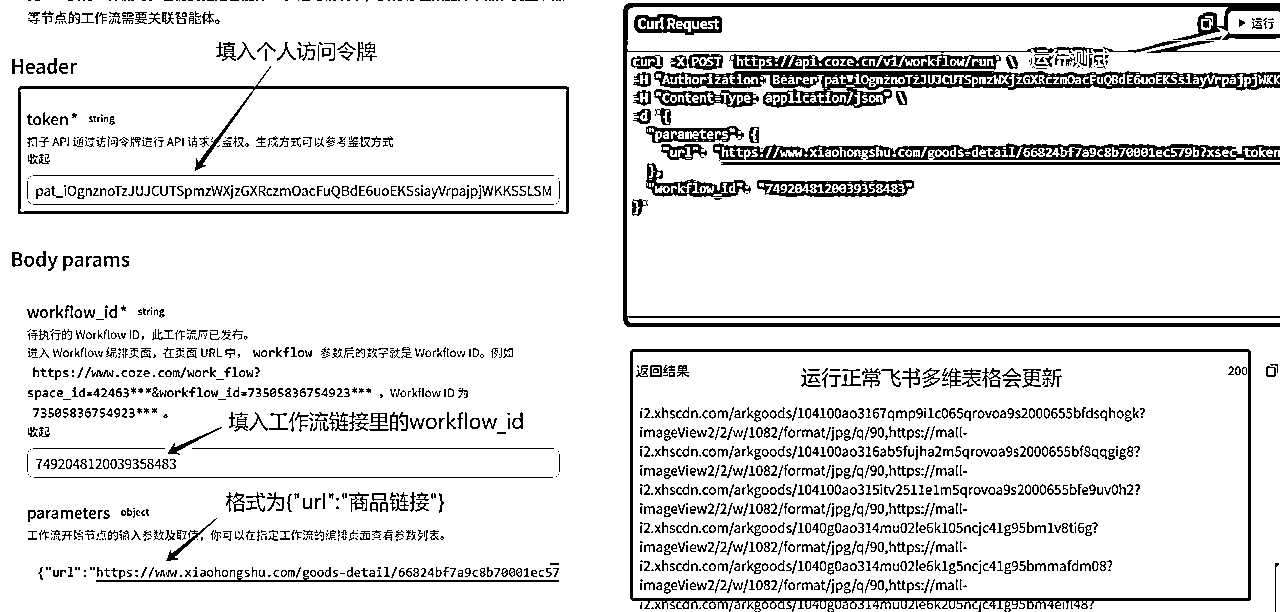 等节点的工作流需要关联智能体。
填入个人访问令牌
Header
token* string
扣子 API 通过访问令牌进行 API 请求的鉴权。生成方式可以参考鉴权方式
收起
pat_iOgnznoTzJUJCUTSpmzWXjzGXRczmOacFuQBdE6uoEKSsiayVrpajpjWKKSSLSM
Body params
workflow_id* string
待执行的 Workflow ID，此工作流应已发布。
进入 Workflow 编排页面，在页面 URL 中， workflow 参数后的数字就是 Workflow ID。例如
https://www.coze.com/work_flow?
space_id=42463***&workflow_id=73505836754923*** ，Workflow ID 为
73505836754923*** 。
填入工作流链接里的workflow_id
收起
7492048120039358483
格式为{"url":"商品链接"}
parameters object
工作流开始节点的输入参数及取值，你可以在指定工作流的编排页面查看参数列表。
{"url":"https://www.xiaohongshu.com/goods-detail/66824bf7a9c8b70001ec57
Curl Request
运行
curl -X POST 'https://api.coze.cn/v1/workflow/run' \
运行测试
-H "Authorization: Bearer pat_iOgnznoTzJUJCUTSpmzWXjzGXRczmOacFuQBdE6uoEKSsiayVrpajpjWKK
-H "Content-Type: application/json" \
-d '{
"parameters": {
"url": "https://www.xiaohongshu.com/goods-detail/66824bf7a9c8b70001ec579b?xsec_token
},
"workflow_id": "7492048120039358483"
}'
返回结果
运行正常飞书多维表格会更新
200
i2.xhscdn.com/arkgoods/104100ao3167qmp9i1c065qrovoa9s2000655bfdsqhogk?
imageView2/2/w/1082/format/jpg/q/90,https://mall-
i2.xhscdn.com/arkgoods/104100ao316ab5fujha2m5qrovoa9s2000655bf8qqgig8?
imageView2/2/w/1082/format/jpg/q/90,https://mall-
i2.xhscdn.com/arkgoods/104100ao315itv2511e1m5qrovoa9s2000655bfe9uv0h2?
imageView2/2/w/1082/format/jpg/q/90,https://mall-
i2.xhscdn.com/arkgoods/1040g0ao314mu02le6k105ncjc41g95bm1v8ti6g?
imageView2/2/w/1082/format/jpg/q/90,https://mall-
i2.xhscdn.com/arkgoods/1040g0ao314mu02le6k1g5ncjc41g95bmmafdm08?
imageView2/2/w/1082/format/jpg/q/90,https://mall-
i2.xhscdn.com/arkgoods/1040g0ao314mu02le6k205ncjc41g95bm4eifl48?